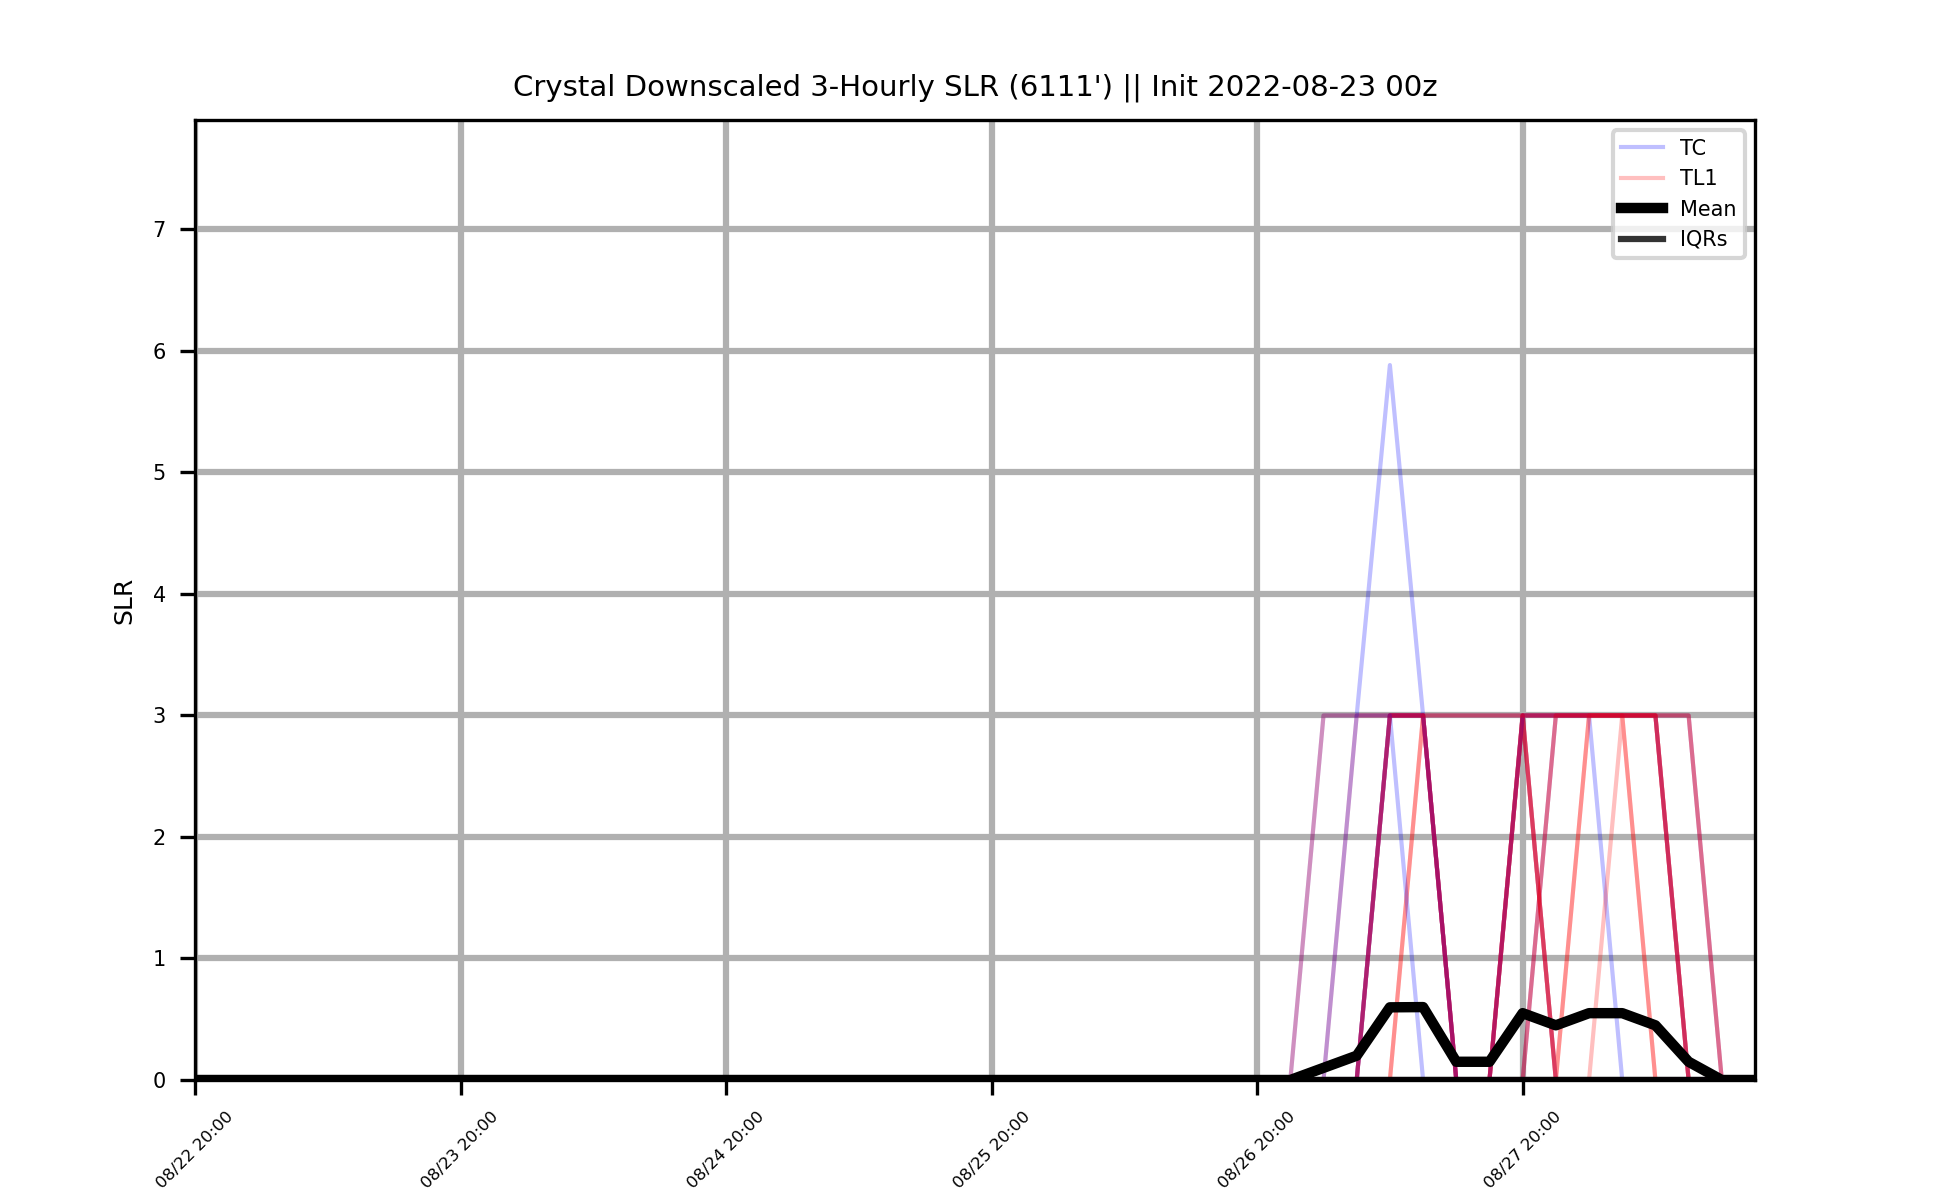 Crystal Downscaled 3-Hourly SLR (6111') || Init 2022-08-23 00z
TC
TL1
Mean
IQRs
7
6
5
4
3
2
1
0
SLR
08/22 20:00
08/23 20:00
08/24 20:00
08/25 20:00
08/26 20:00
08/27 20:00